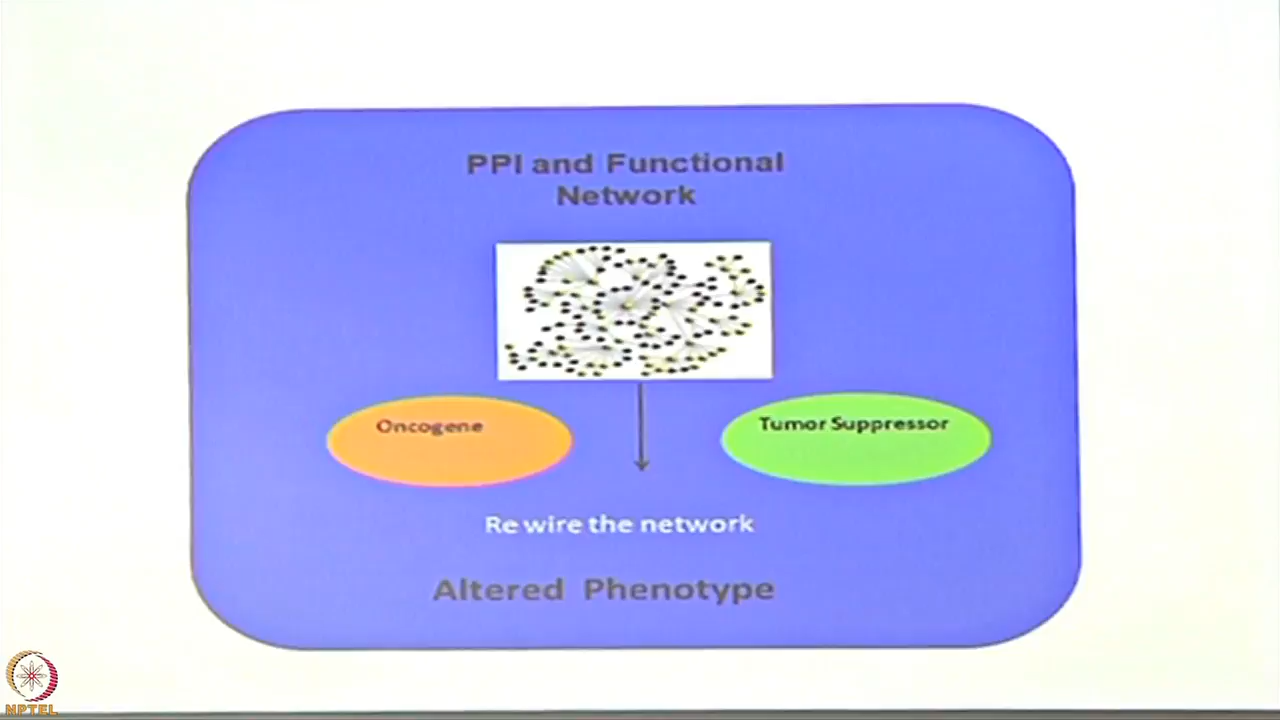 PPI and Functional
Network
Oncogene
Tumor Suppressor
Re wire the network
Altered Phenotype
NPTEL